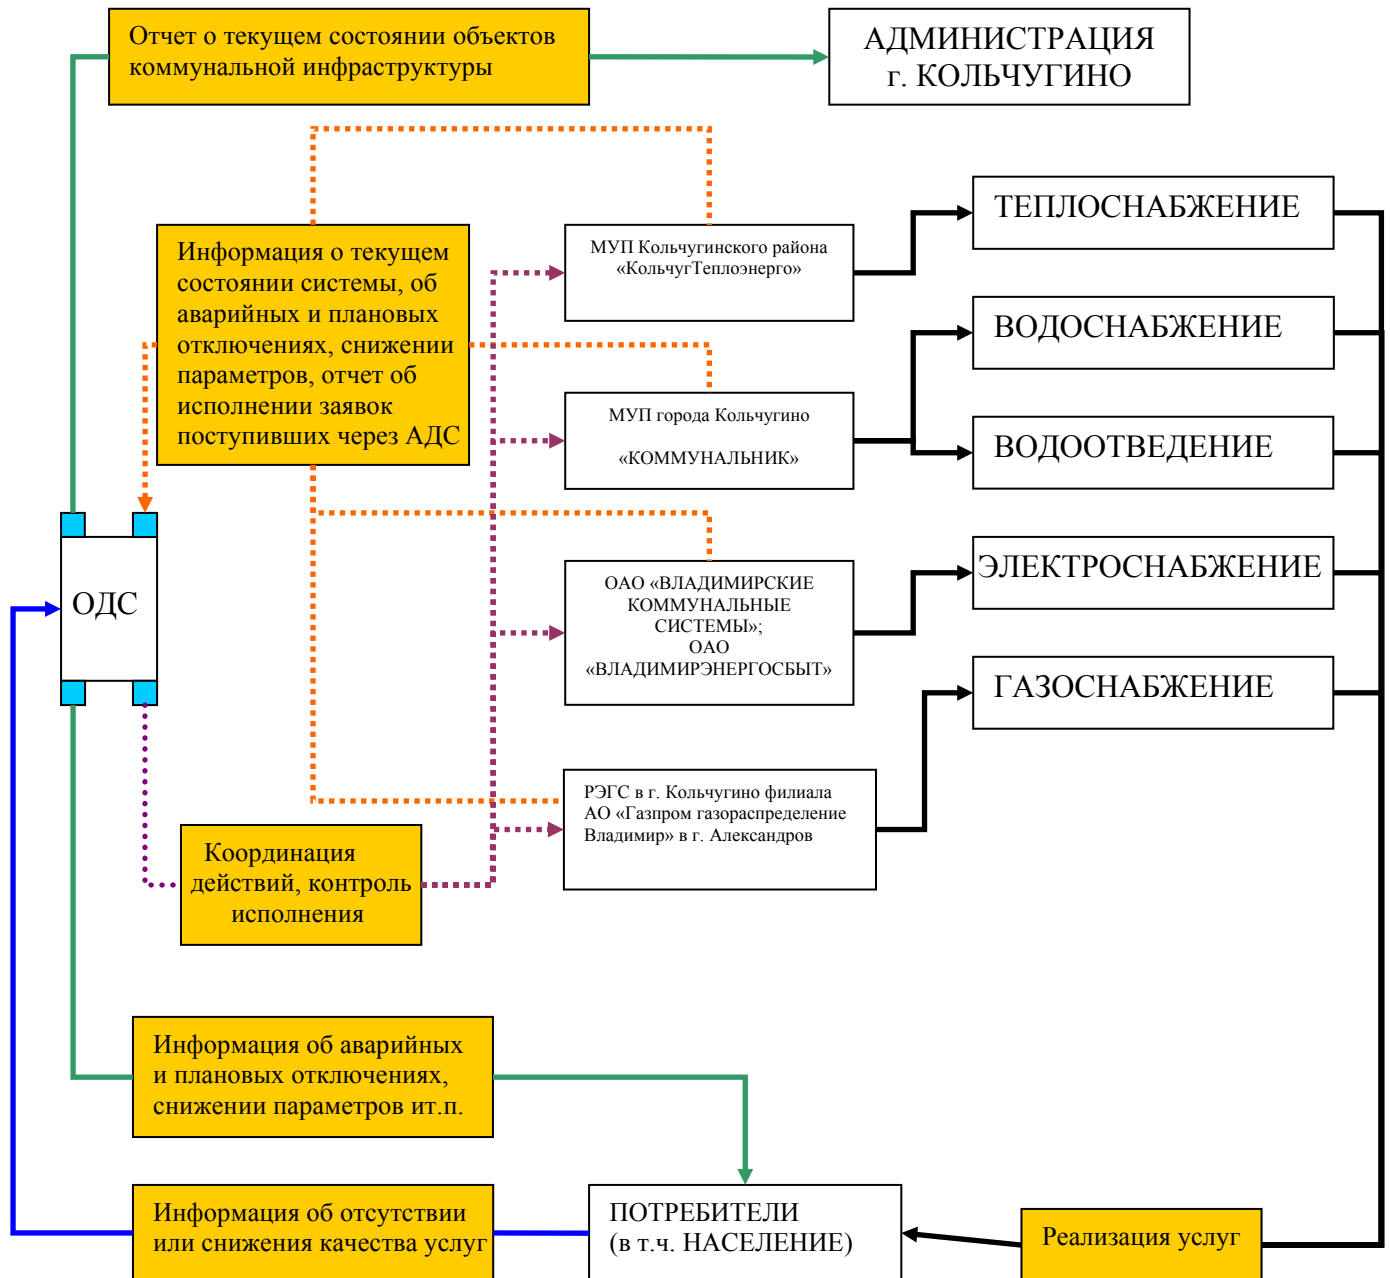 Отчет о текущем состоянии объектов
коммунальной инфраструктуры
АДМИНИСТРАЦИЯ
г. КОЛЬЧУГИНО
Информация о текущем
состоянии системы, об
аварийных и плановых
отключениях, снижении
параметров, отчет об
исполнении заявок
поступивших через АДС
МУП Кольчугинского района
«КольчугТеплоэнерго»
ТЕПЛОСНАБЖЕНИЕ
ВОДОСНАБЖЕНИЕ
МУП города Кольчугино
«КОММУНАЛЬНИК»
ВОДООТВЕДЕНИЕ
ОДС
ОАО «ВЛАДИМИРСКИЕ
КОММУНАЛЬНЫЕ
СИСТЕМЫ»;
ОАО
«ВЛАДИМИРЭНЕРГОСБЫТ»
ЭЛЕКТРОСНАБЖЕНИЕ
ГАЗОСНАБЖЕНИЕ
РЭГС в г. Кольчугино филиала
АО «Газпром газораспределение
Владимир» в г. Александров
Координация
действий, контроль
исполнения
Информация об аварийных
и плановых отключениях,
снижении параметров ит.п.
Информация об отсутствии
или снижения качества услуг
ПОТРЕБИТЕЛИ
(в т.ч. НАСЕЛЕНИЕ)
Реализация услуг